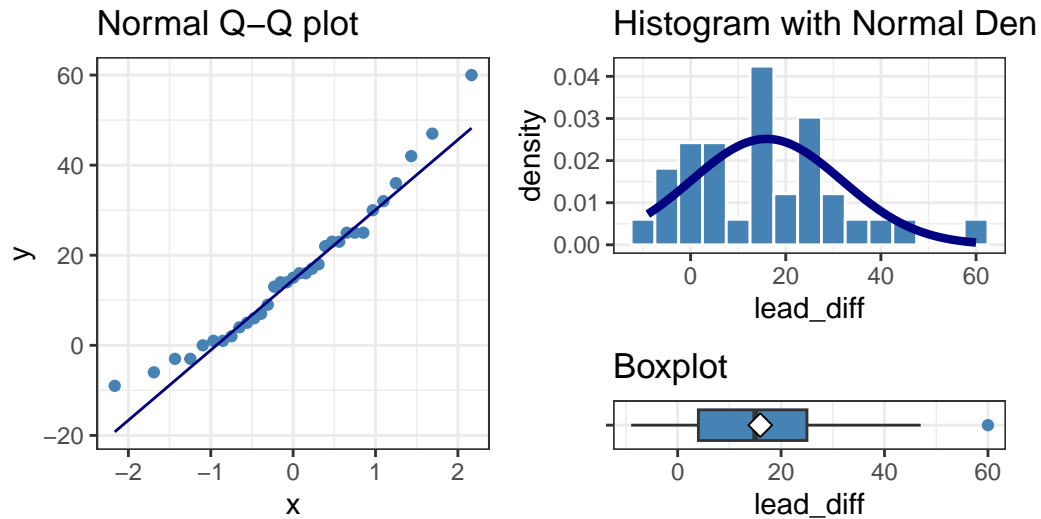 Normal Q−Q plot
60
40
20
0
−20
y
−2
−1
0
1
2
x
Histogram with Normal Den
0.04
0.03
0.02
0.01
0.00
density
0
20
40
60
lead_diff
Boxplot
0
20
40
60
lead_diff